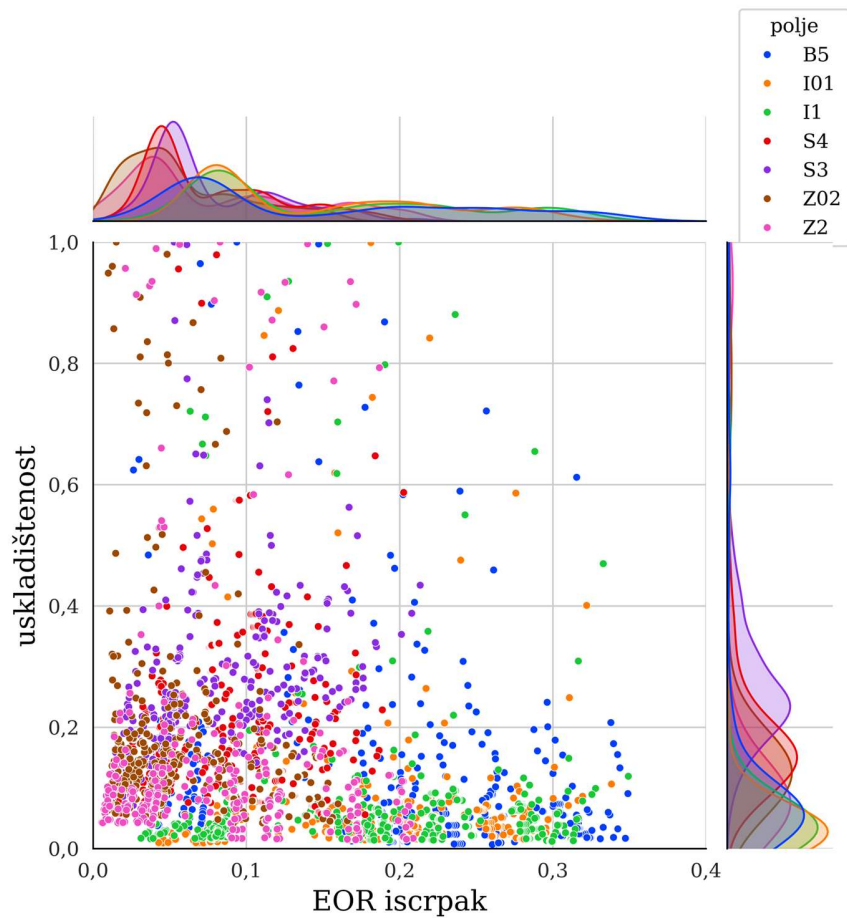 polje
B5
I01
I1
S4
S3
Z02
Z2
1,0
0,8
0,6
0,4
0,2
0,0
uskladištenost
0,0 0,1 0,2 0,3 0,4
EOR iscrpak